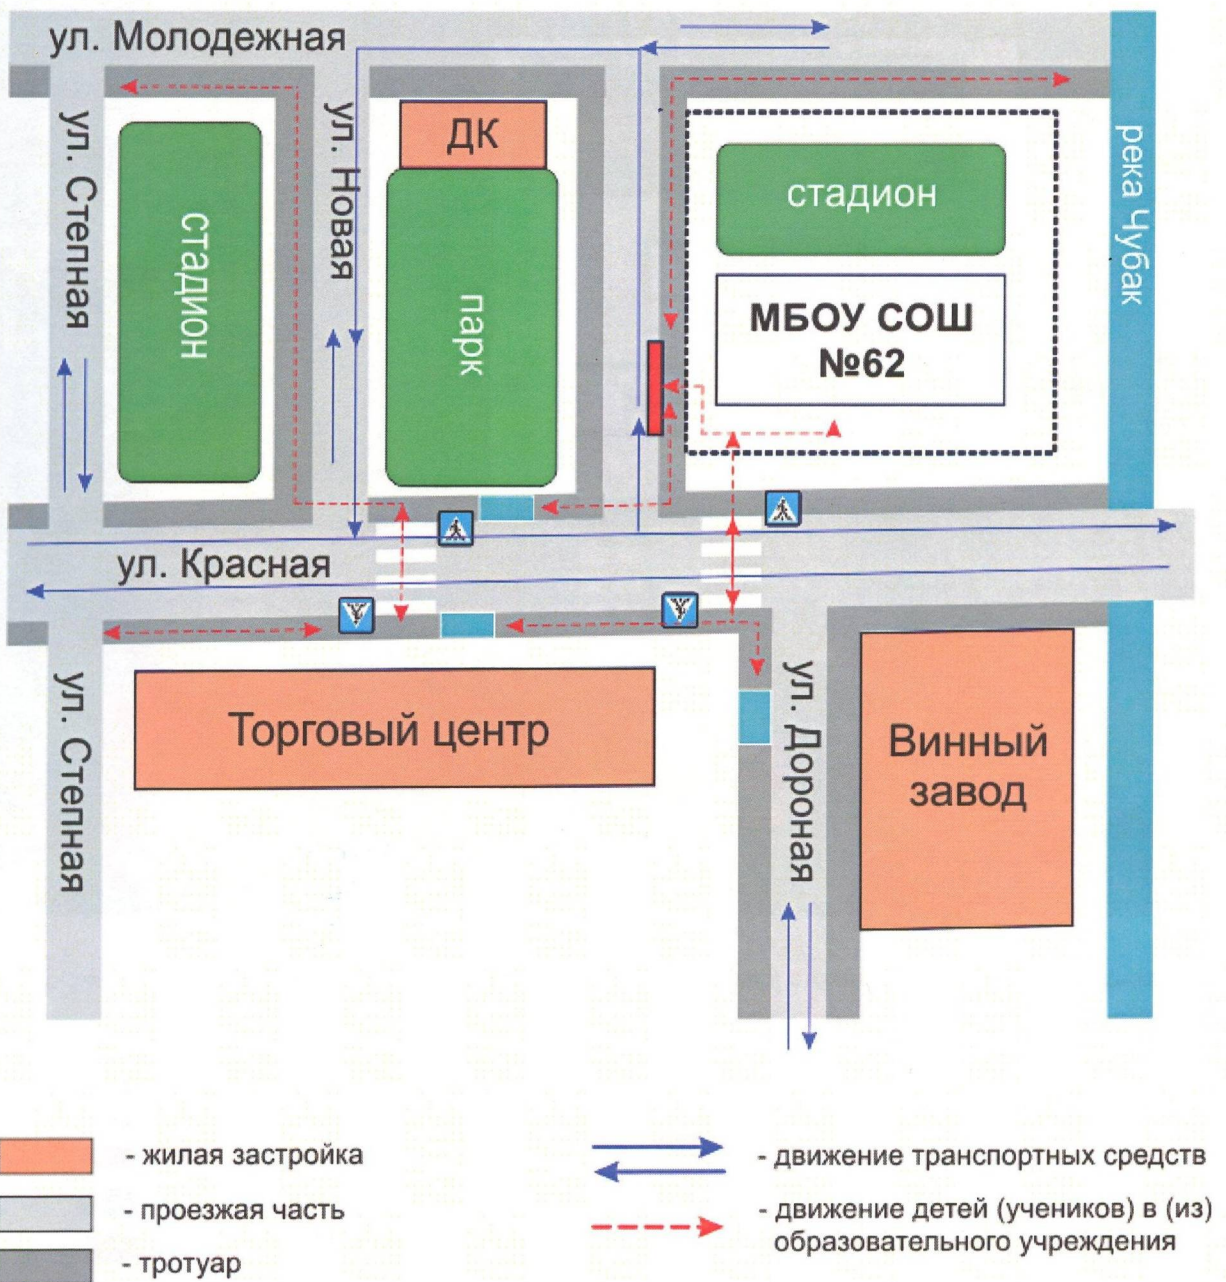 ул. Молодежная
ул. Степная
стадион
ул. Новая
ДК
парк
стадион
МБОУ СОШ
№62
река Чубак
ул. Красная
ул. Степная
Торговый центр
ул. Дороная
Винный
завод
- жилая застройка
- проезжая часть
- тротуар
- движение транспортных средств
- движение детей (учеников) в (из)
образовательного учреждения